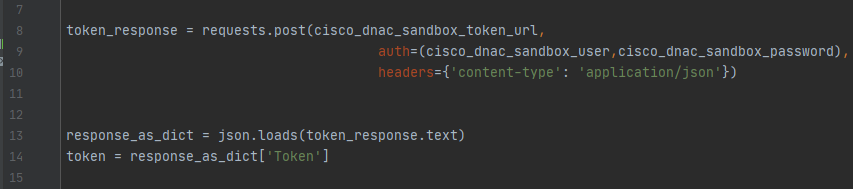 7
8 token_response = requests.post(cisco_dnac_sandbox_token_url,
9 auth=(cisco_dnac_sandbox_user,cisco_dnac_sandbox_password),
10 headers={'content-type': 'application/json'})
11
12
13 response_as_dict = json.loads(token_response.text)
14 token = response_as_dict['Token']
15